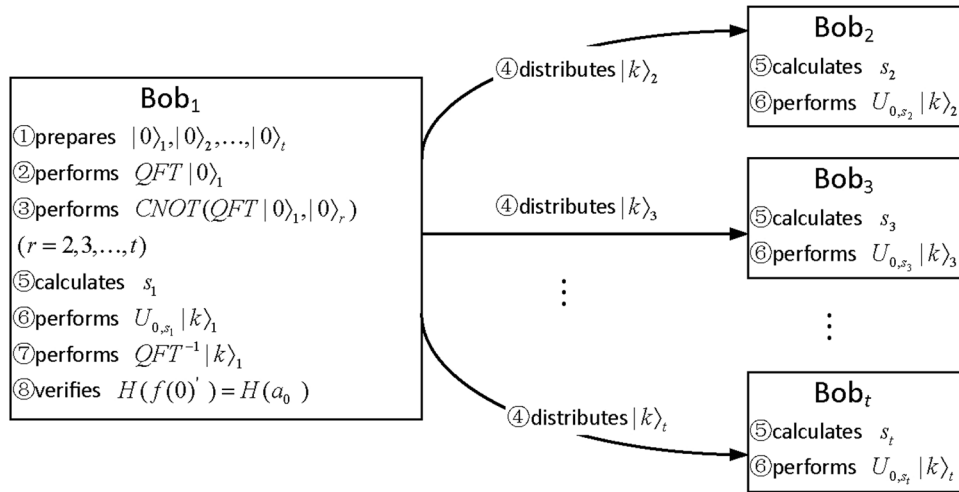 Bob₁
①prepares |0⟩₁,|0⟩₂,…,|0⟩ₜ
②performs QFT|0⟩₁
③performs CNOT(QFT|0⟩₁,|0⟩ᵣ)
(r=2,3,…,t)
⑤calculates s₁
⑥performs U₀,ₛ₁|k⟩₁
⑦performs QFT⁻¹|k⟩₁
⑧verifies H(f(0)')=H(a₀)
④distributes|k⟩₂
④distributes|k⟩₃
⋮
④distributes|k⟩ₜ
Bob₂
⑤calculates s₂
⑥performs U₀,ₛ₂|k⟩₂
Bob₃
⑤calculates s₃
⑥performs U₀,ₛ₃|k⟩₃
⋮
Bobₜ
⑤calculates sₜ
⑥performs U₀,ₛₜ|k⟩ₜ